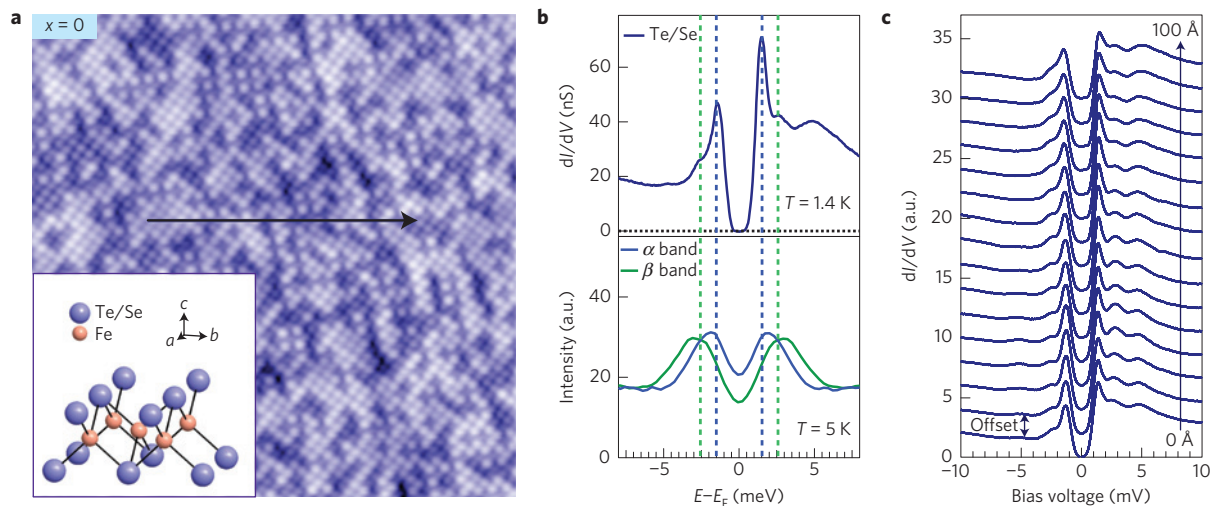 a
x = 0
Te/Se
Fe
c
a
b
b
Te/Se
60
40
20
0
dI/dV (nS)
T = 1.4 K
α band
β band
40
20
0
Intensity (a.u.)
T = 5 K
−5
0
5
E−E_F (meV)
c
35
30
25
20
15
10
5
0
dI/dV (a.u.)
100 Å
Offset
0 Å
-10
-5
0
5
10
Bias voltage (mV)